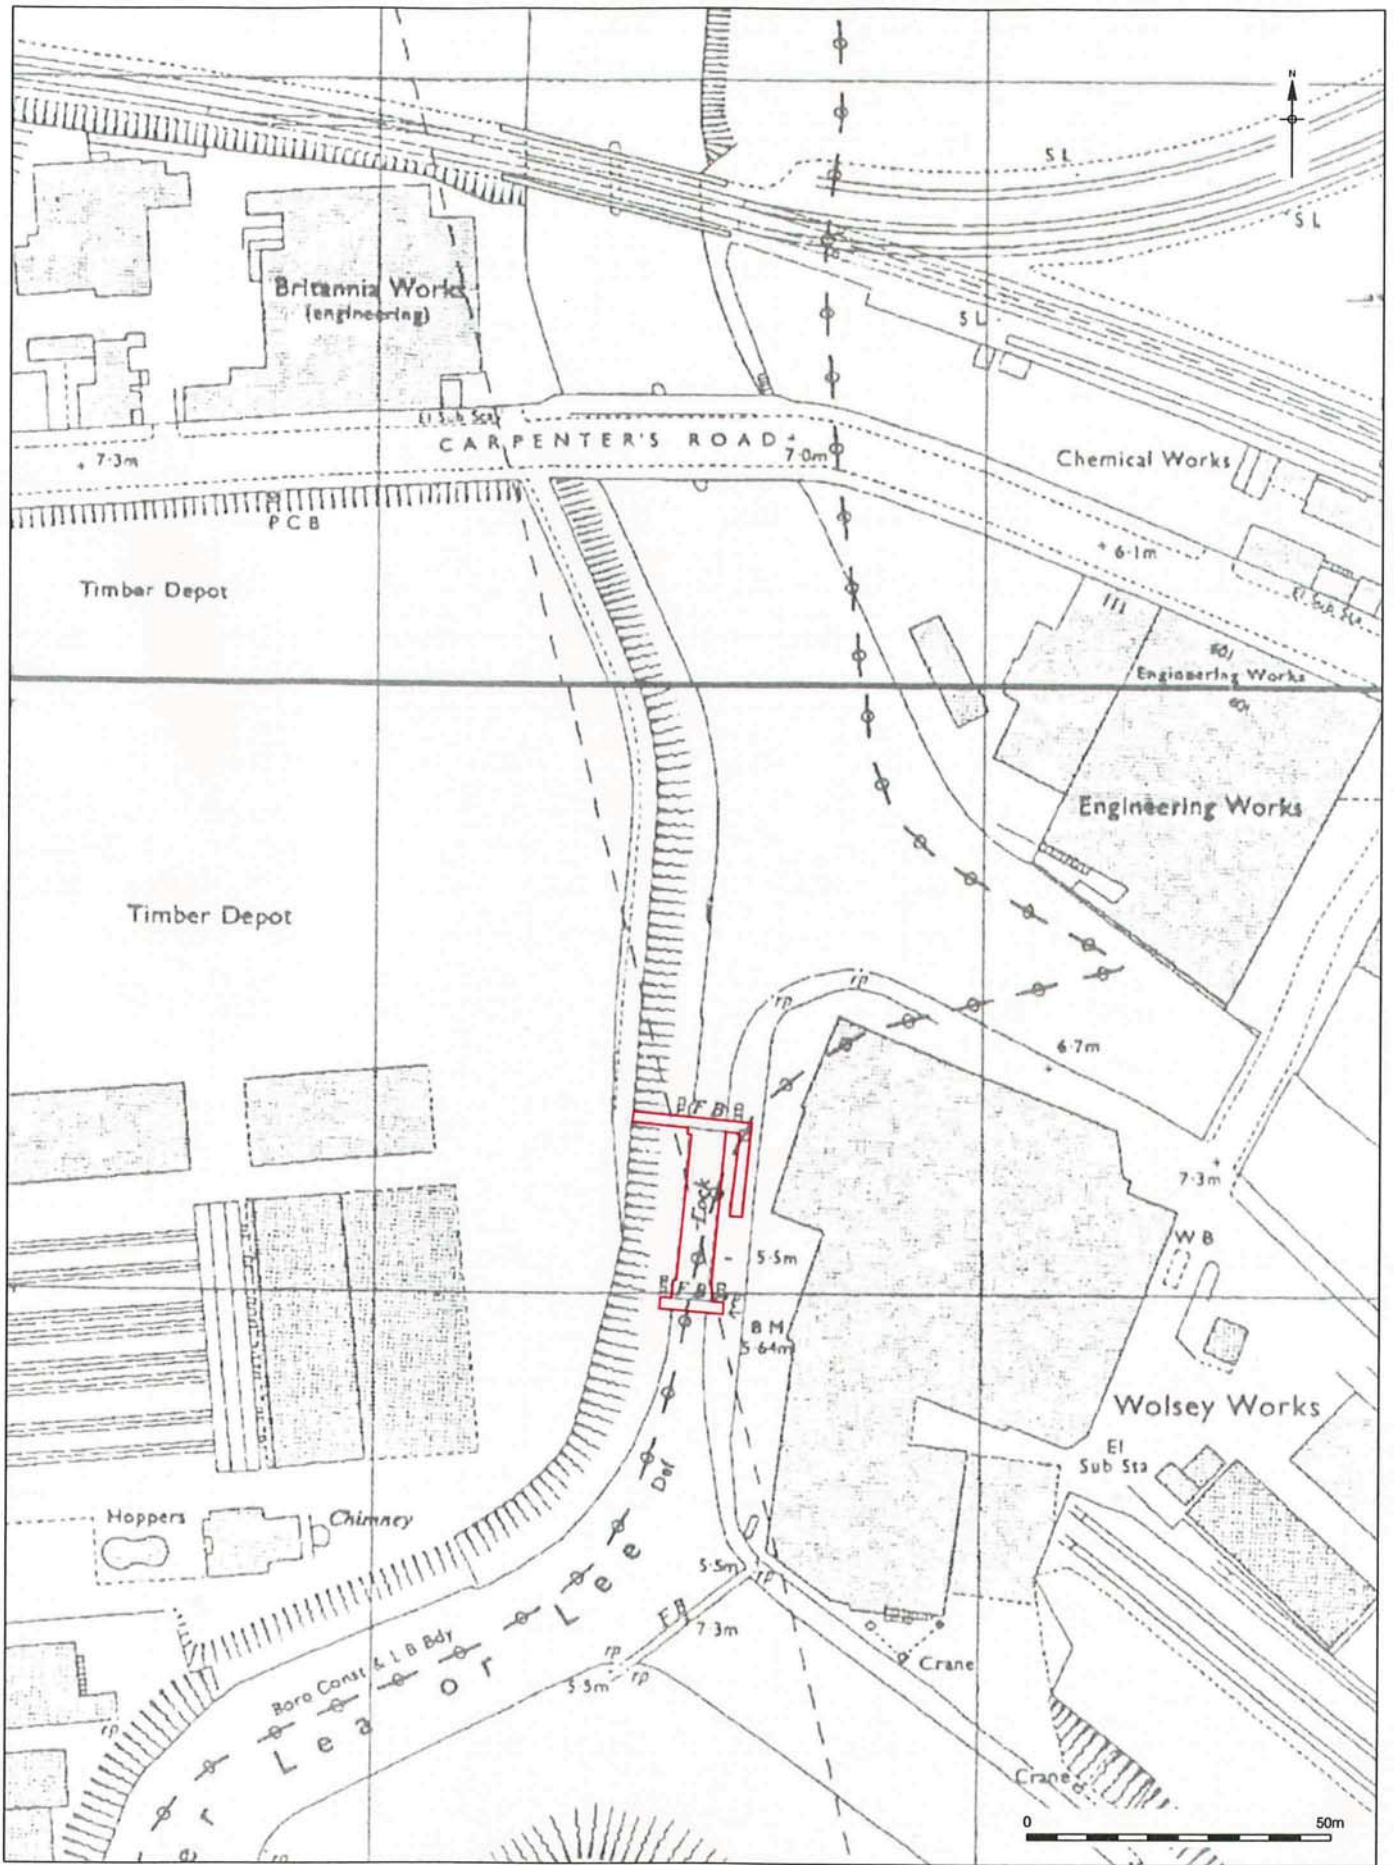 N
S L
S L
Britannia Works
(engineering)
S L
El Sub Sta
CARPENTER'S ROAD
7·0m
7·3m
Chemical Works
P C B
6·1m
El Sub Sta
Timber Depot
Engineering Works
Engineering Works
Timber Depot
rp
rp
6·7m
F B
7·3m
Lock
W B
5·5m
F B
B M
5·64m
Wolsey Works
El
Sub Sta
Def
Hoppers
Chimney
5·5m
rp
F B
7·3m
Boro Const & L B Bdy
Lea or Lee
rp
rp
5·5m
Crane
rp
Crane
rp
0 50m